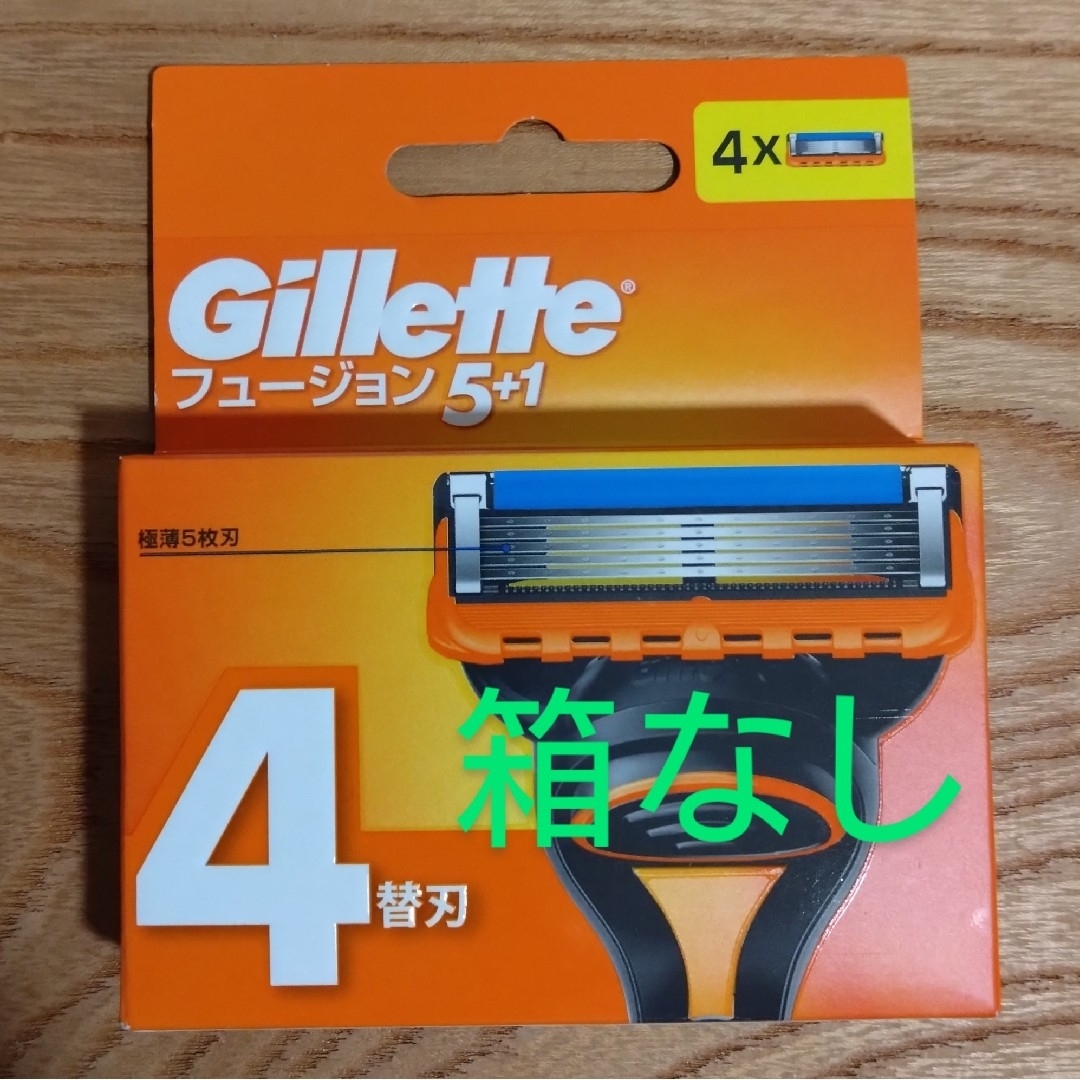 4x
Gillette®
フュージョン5+1
極薄5枚刃
箱なし
4替刃